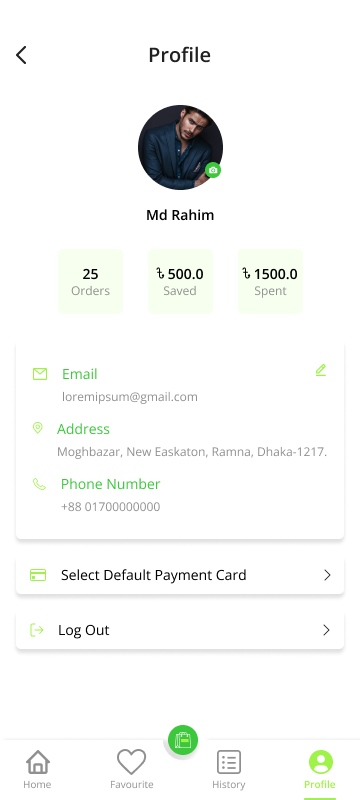 Profile
Md Rahim
25
Orders
৳ 500.0
Saved
৳ 1500.0
Spent
Email
loremipsum@gmail.com
Address
Moghbazar, New Easkaton, Ramna, Dhaka-1217.
Phone Number
+88 01700000000
Select Default Payment Card
Log Out
Home
Favourite
History
Profile